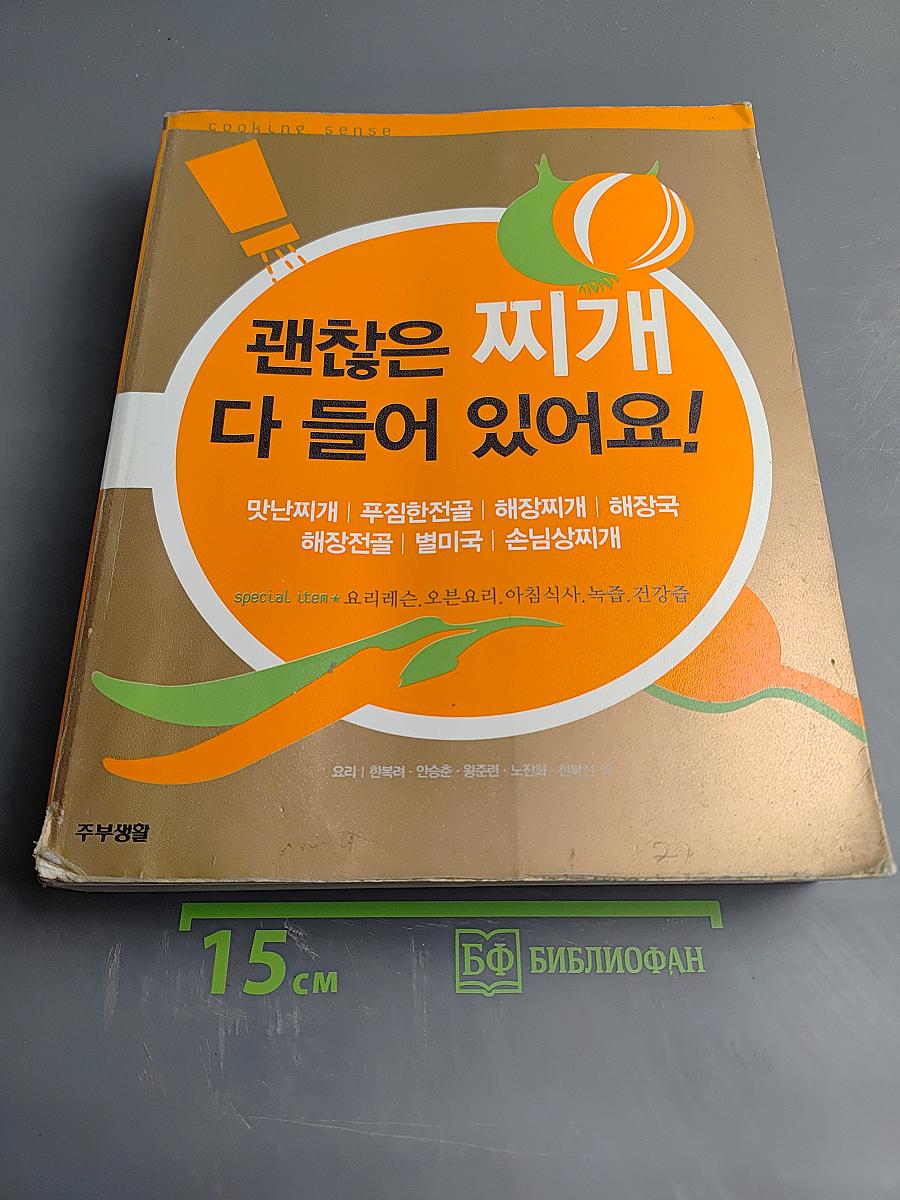 cooking sense
괜찮은 찌개
다 들어 있어요!
맛난찌개 | 푸짐한전골 | 해장찌개 | 해장국
해장전골 | 별미국 | 손님상찌개
special item★요리레슨.오븐요리.아침식사.녹즙.건강즙
요리 | 한복려 · 안승춘 · 왕준련 · 노진화 · 한복선
주부생활
15 см
БФ БИБЛИОФАН